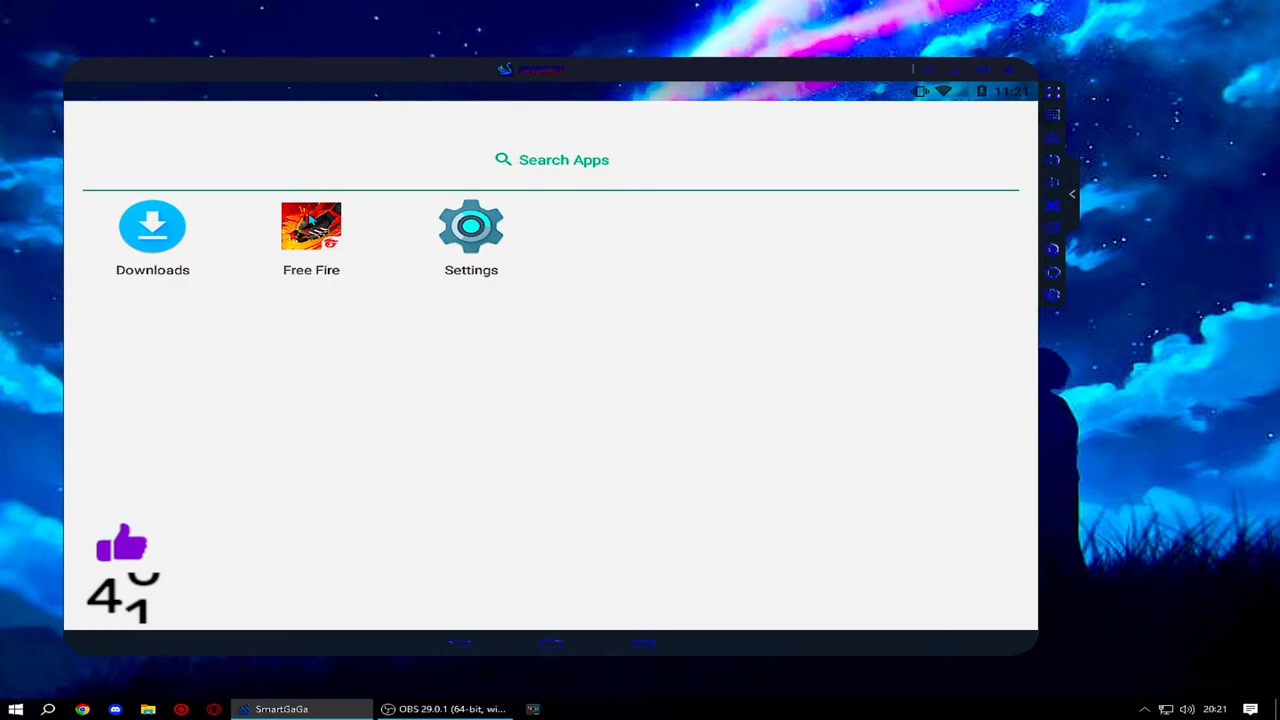 11:21
Search Apps
Downloads
Free Fire
Settings
4
1
SmartGaGa
OBS 29.0.1 (64-bit, wi...
20:21